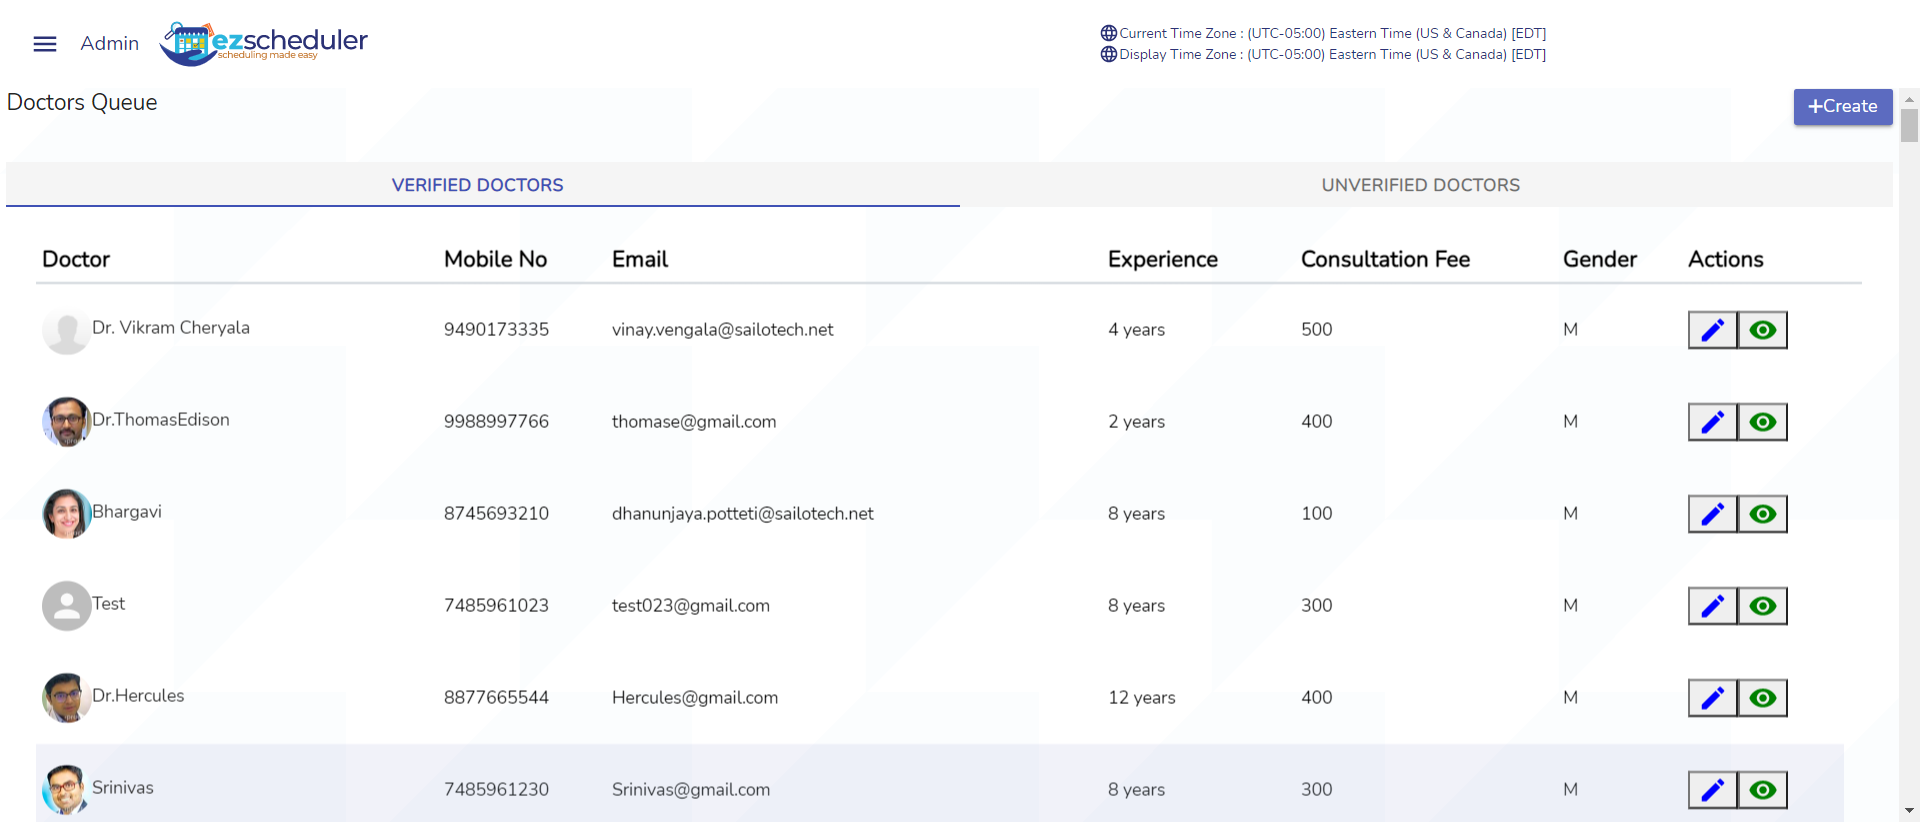 Admin
ezscheduler
scheduling made easy
Current Time Zone : (UTC-05:00) Eastern Time (US & Canada) [EDT]
Display Time Zone : (UTC-05:00) Eastern Time (US & Canada) [EDT]
Doctors Queue
+Create
VERIFIED DOCTORS UNVERIFIED DOCTORS
Doctor Mobile No Email Experience Consultation Fee Gender Actions
Dr. Vikram Cheryala 9490173335 vinay.vengala@sailotech.net 4 years 500 M
Dr.ThomasEdison 9988997766 thomase@gmail.com 2 years 400 M
Bhargavi 8745693210 dhanunjaya.potteti@sailotech.net 8 years 100 M
Test 7485961023 test023@gmail.com 8 years 300 M
Dr.Hercules 8877665544 Hercules@gmail.com 12 years 400 M
Srinivas 7485961230 Srinivas@gmail.com 8 years 300 M